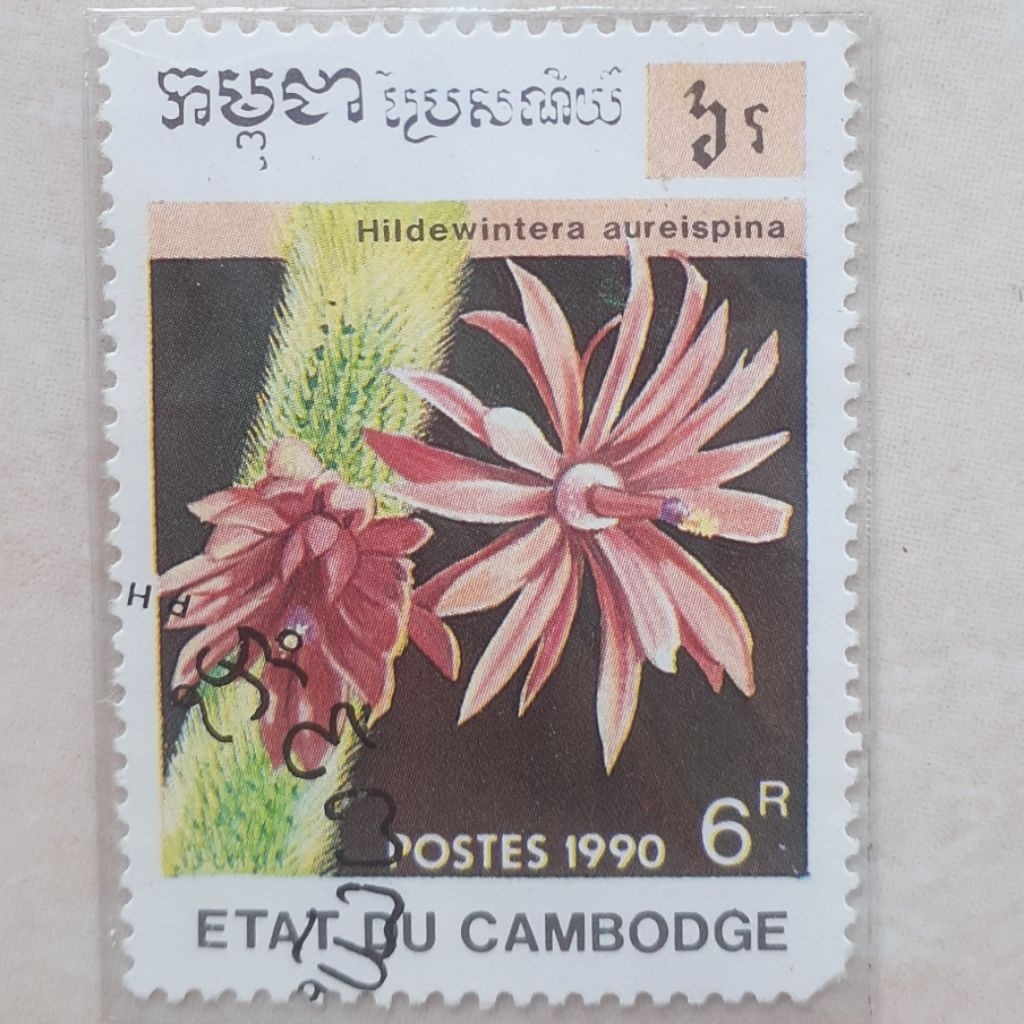 កម្ពុជា ប្រៃសណីយ៍ ៦រ
Hildewintera aureispina
POSTES 1990 6R
ETAT DU CAMBODGE